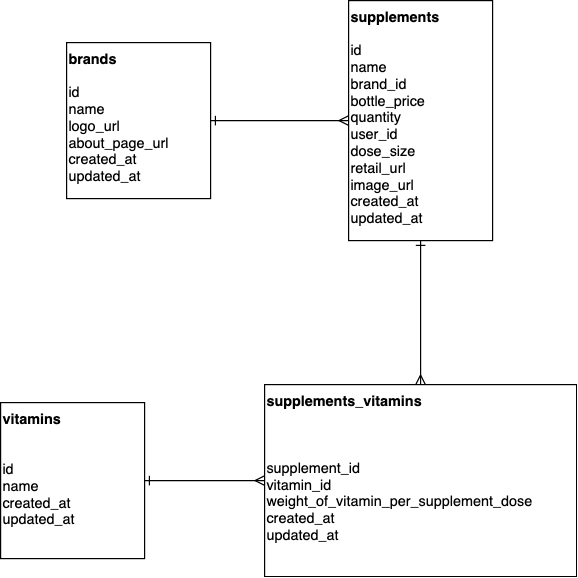 supplements
id
name
brand_id
bottle_price
quantity
user_id
dose_size
retail_url
image_url
created_at
updated_at
brands
id
name
logo_url
about_page_url
created_at
updated_at
vitamins
id
name
created_at
updated_at
supplements_vitamins
supplement_id
vitamin_id
weight_of_vitamin_per_supplement_dose
created_at
updated_at